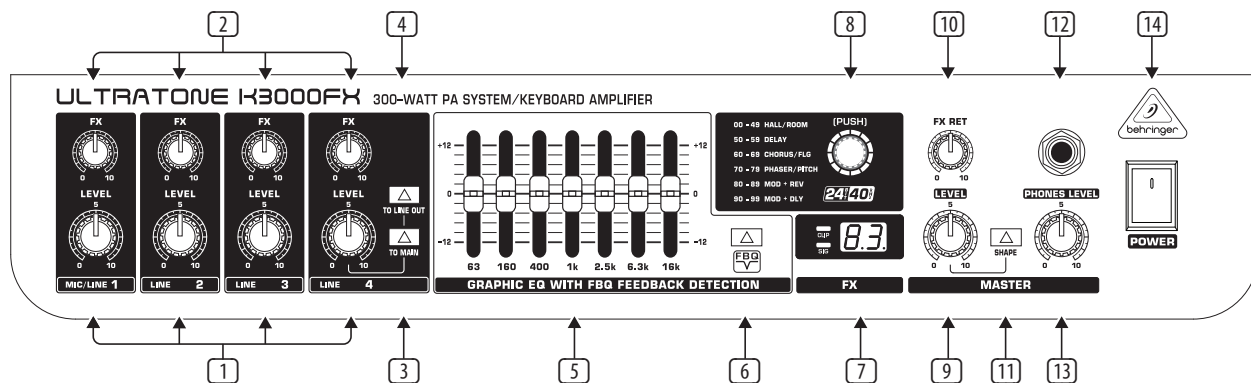 2 4 8 10 12 14
ULTRATONE K3000FX 300-WATT PA SYSTEM/KEYBOARD AMPLIFIER
behringer
FX FX FX FX
0 10 0 10 0 10 0 10
LEVEL LEVEL LEVEL LEVEL
5 5 5 5
0 10 0 10 0 10 0 10
TO LINE OUT
TO MAIN
MIC/LINE 1 LINE 2 LINE 3 LINE 4
+12 +12
0 0
-12 -12
63 160 400 1k 2.5k 6.3k 16k
FBQ
GRAPHIC EQ WITH FBQ FEEDBACK DETECTION
(PUSH)
00 - 49 HALL/ROOM
50 - 59 DELAY
60 - 69 CHORUS/FLG
70 - 79 PHASER/PITCH
80 - 89 MOD + REV
90 - 99 MOD + DLY
24 40
CLIP
SIG
8.3.
FX
FX RET
0 10
LEVEL
5
0 10
SHAPE
PHONES LEVEL
5
0 10
MASTER
POWER
1 3 5 6 7 9 11 13